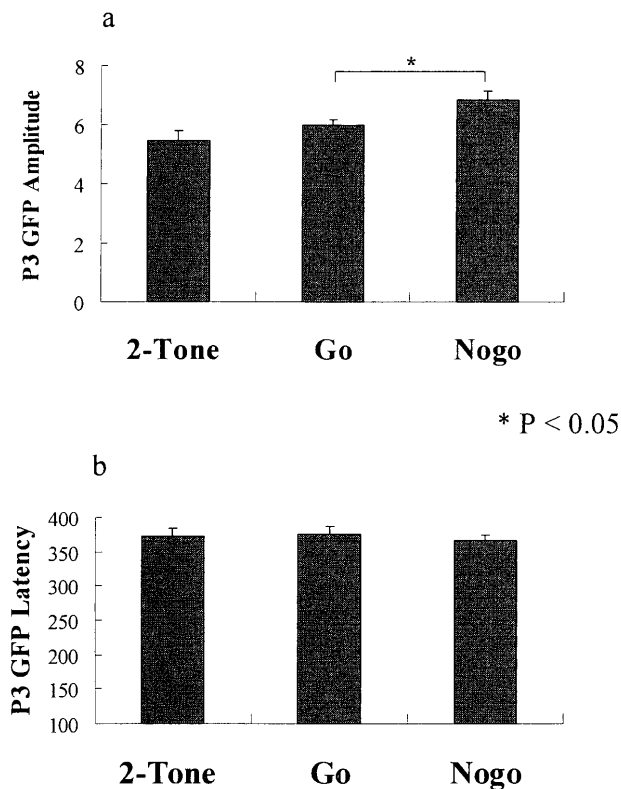 a
*
8
6
4
2
0
P3 GFP Amplitude
2-Tone Go Nogo
* P < 0.05
b
400
350
300
250
200
150
100
P3 GFP Latency
2-Tone Go Nogo